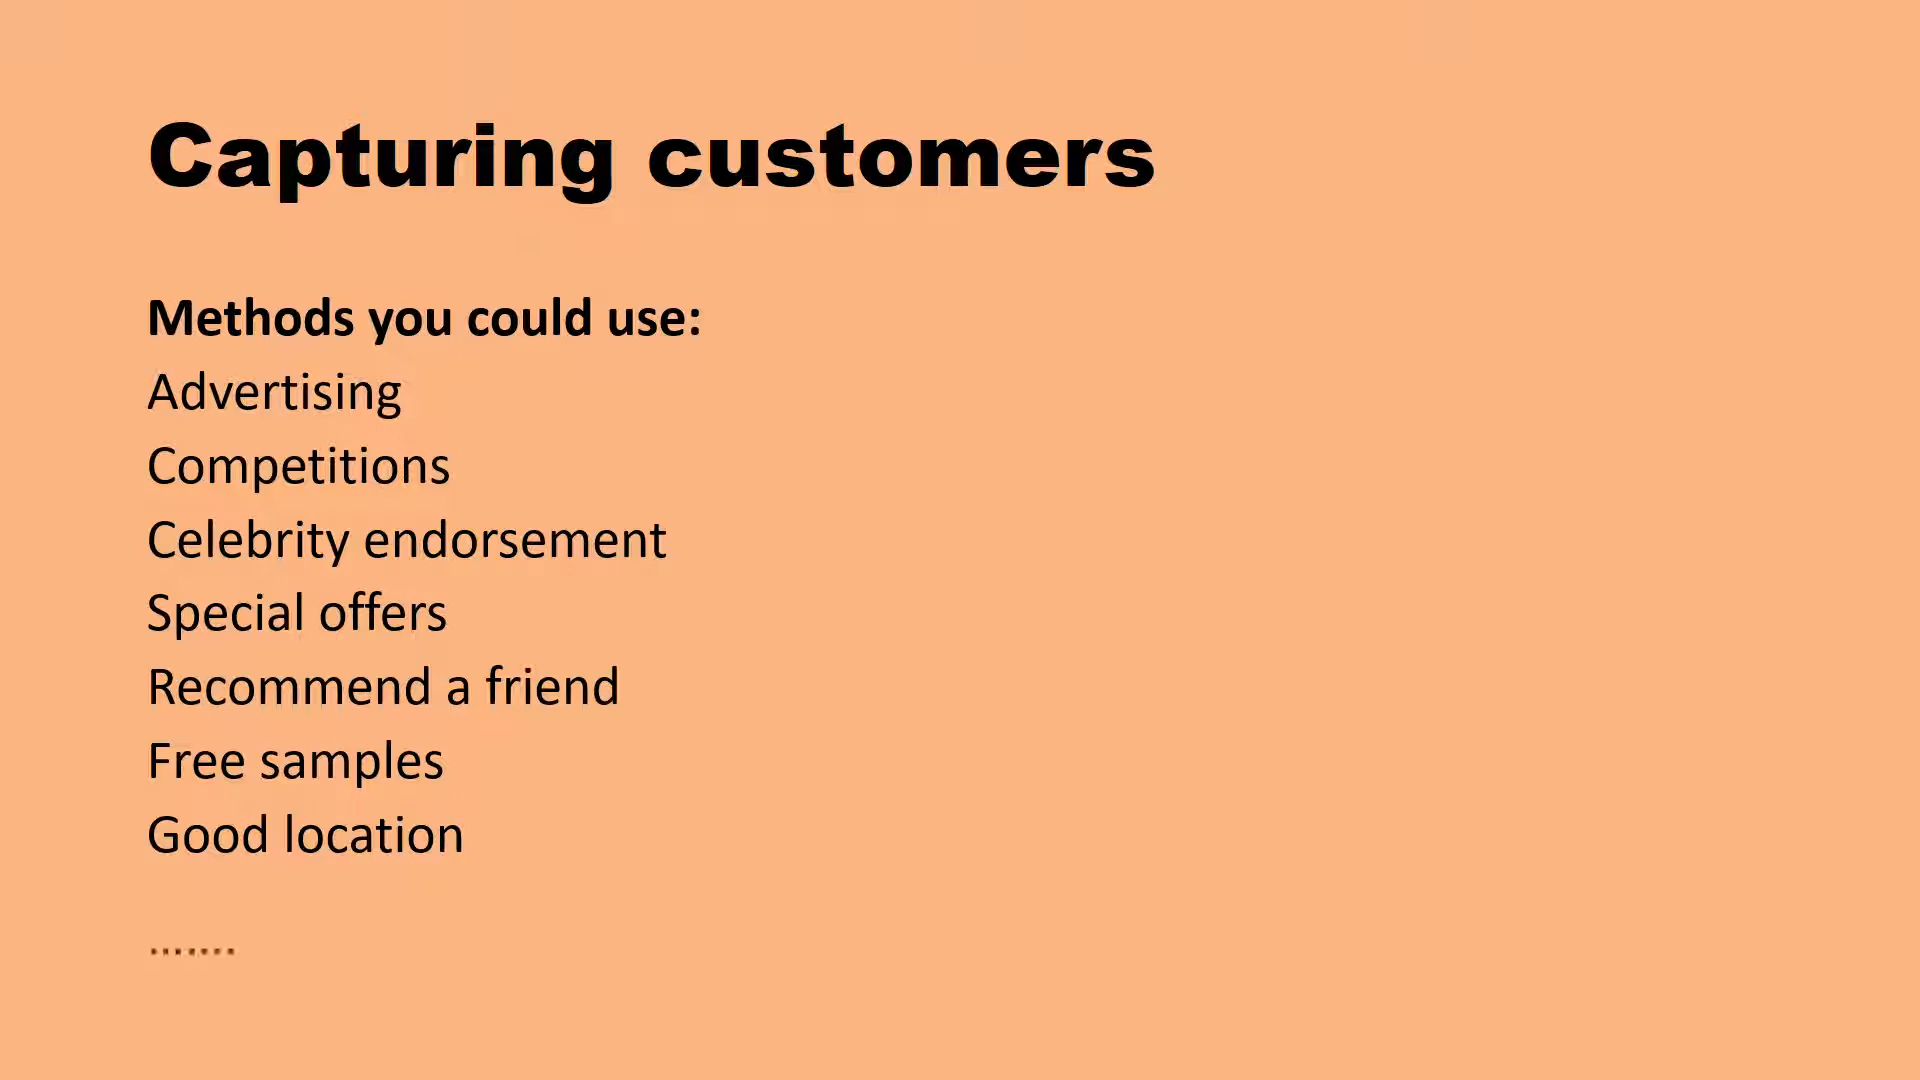 Capturing customers
Methods you could use:
Advertising
Competitions
Celebrity endorsement
Special offers
Recommend a friend
Free samples
Good location
…….